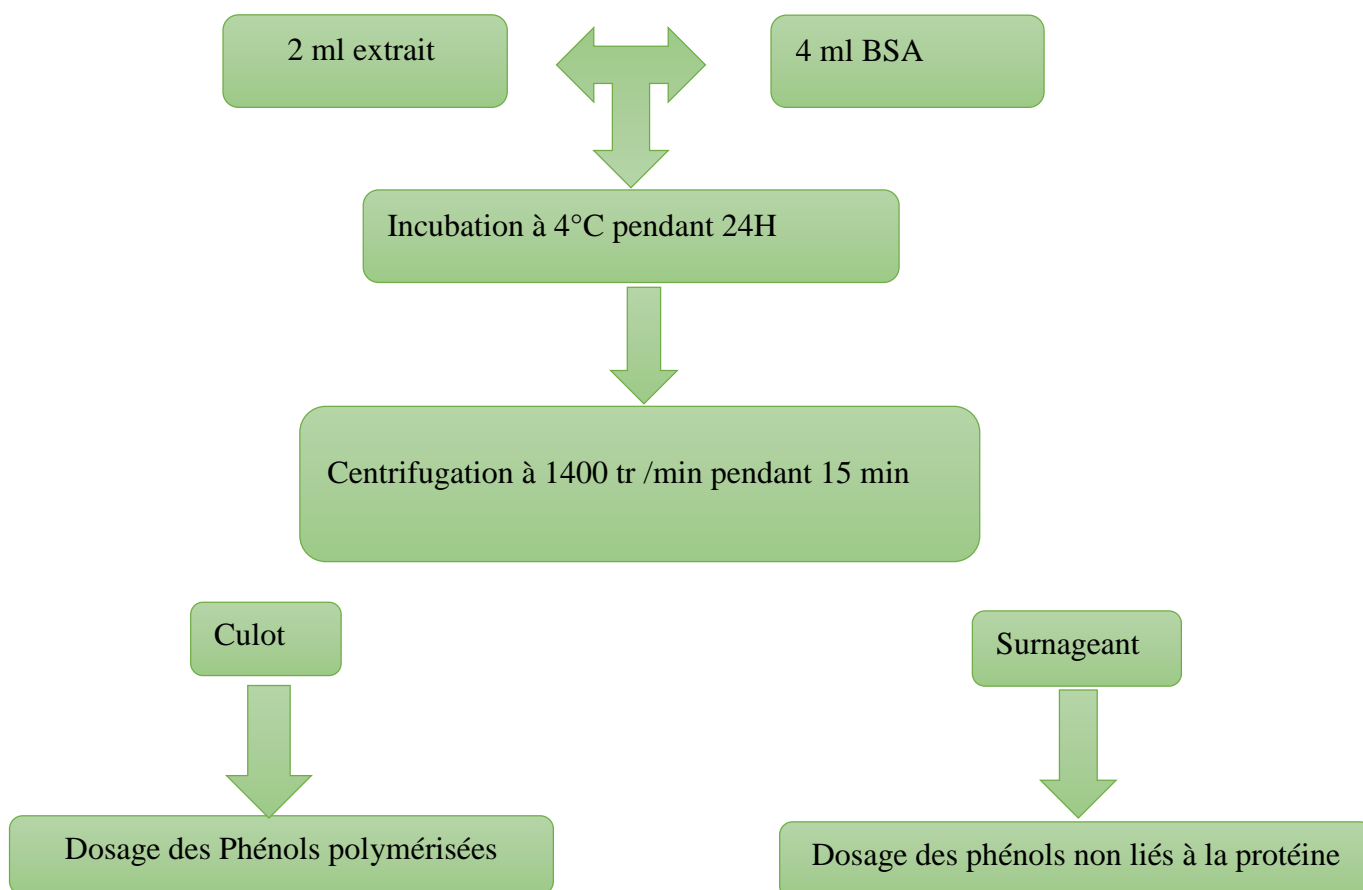 2 ml extrait
4 ml BSA
Incubation à 4°C pendant 24H
Centrifugation à 1400 tr /min pendant 15 min
Culot
Surnageant
Dosage des Phénols polymérisées
Dosage des phénols non liés à la protéine